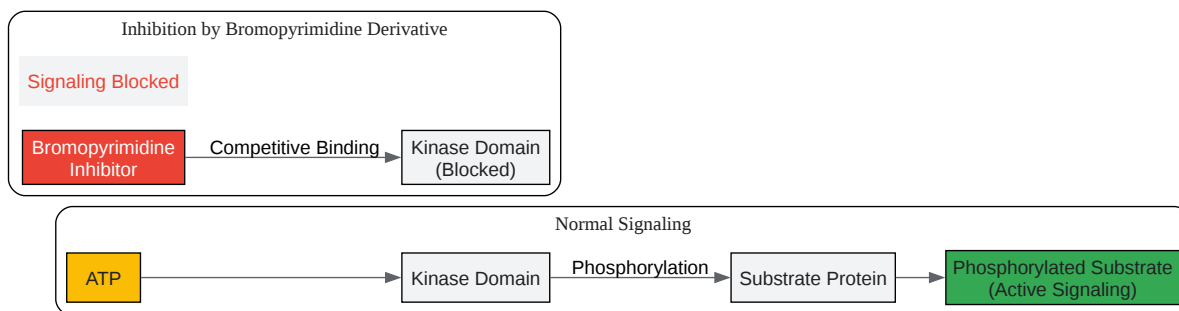 Inhibition by Bromopyrimidine Derivative
Signaling Blocked
Bromopyrimidine
Inhibitor
Competitive Binding
Kinase Domain
(Blocked)
Normal Signaling
ATP
Kinase Domain
Phosphorylation
Substrate Protein
Phosphorylated Substrate
(Active Signaling)